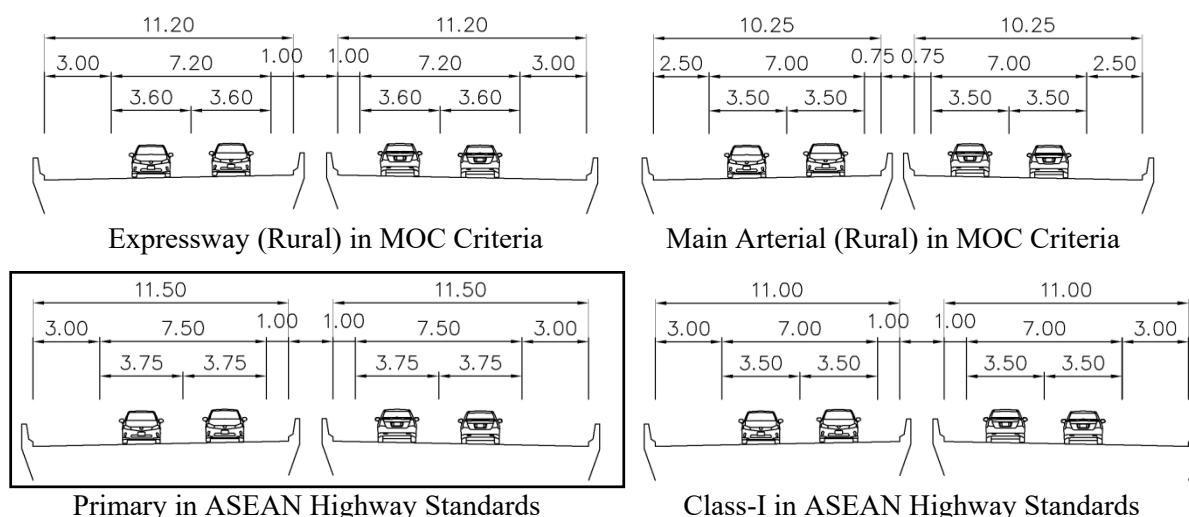 11.20 11.20
3.00 7.20 1.00 1.00 7.20 3.00
3.60 3.60 3.60 3.60
Expressway (Rural) in MOC Criteria
10.25 10.25
2.50 7.00 0.75 0.75 7.00 2.50
3.50 3.50 3.50 3.50
Main Arterial (Rural) in MOC Criteria
11.50 11.50
3.00 7.50 1.00 1.00 7.50 3.00
3.75 3.75 3.75 3.75
Primary in ASEAN Highway Standards
11.00 11.00
3.00 7.00 1.00 1.00 7.00 3.00
3.50 3.50 3.50 3.50
Class-I in ASEAN Highway Standards